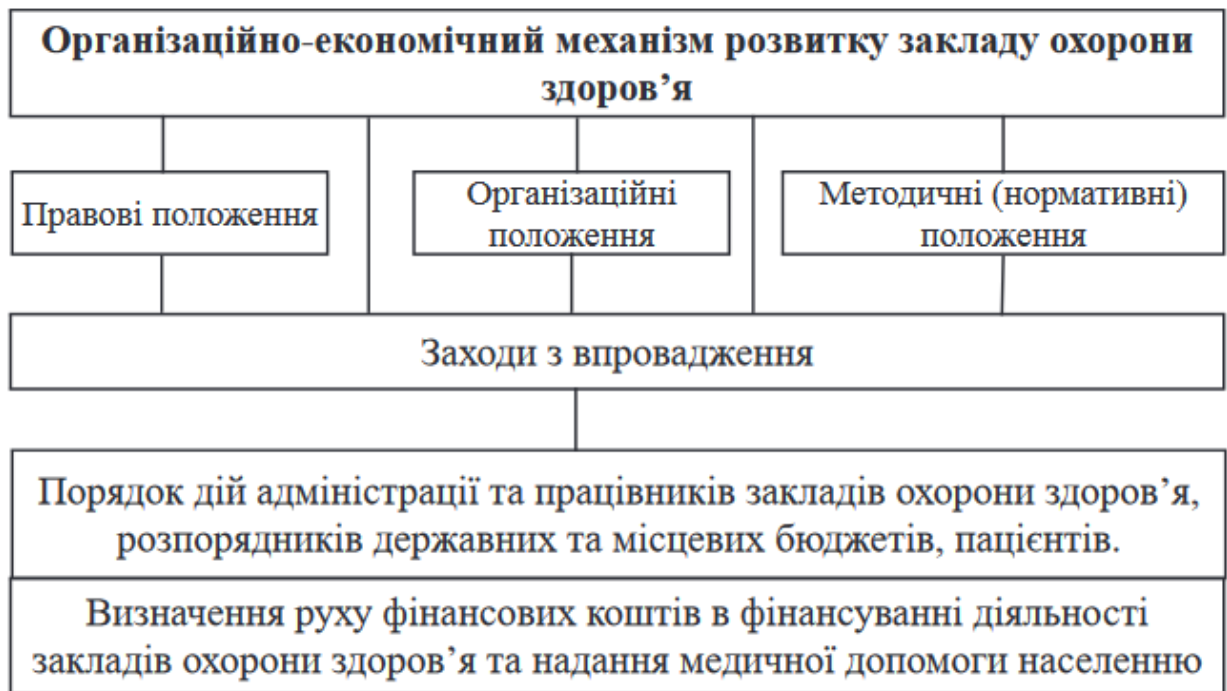 Організаційно-економічний механізм розвитку закладу охорони
здоров’я
Правові положення
Організаційні
положення
Методичні (нормативні)
положення
Заходи з впровадження
Порядок дій адміністрації та працівників закладів охорони здоров’я,
розпорядників державних та місцевих бюджетів, пацієнтів.
Визначення руху фінансових коштів в фінансуванні діяльності
закладів охорони здоров’я та надання медичної допомоги населенню